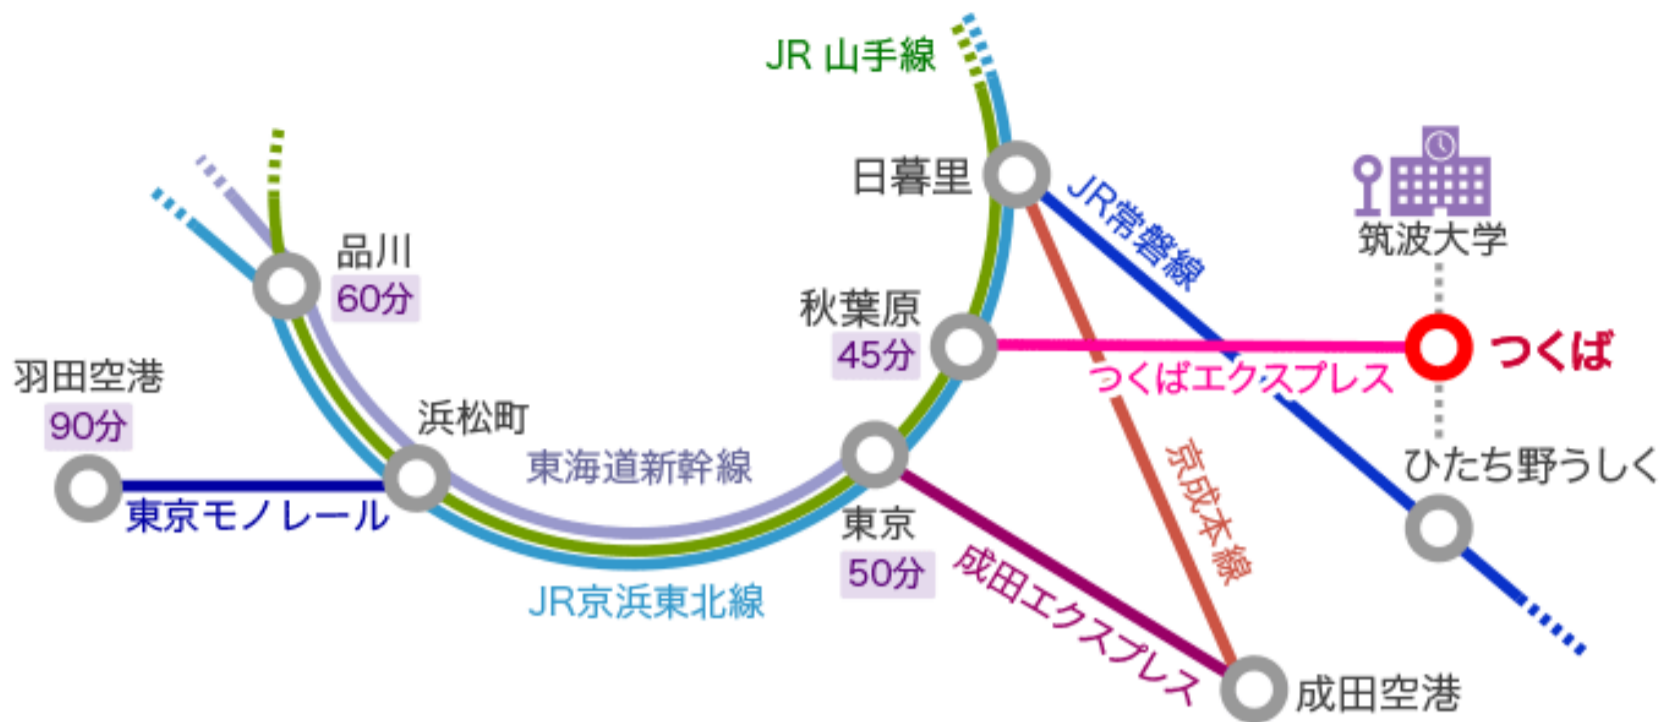 JR 山手線
日暮里
JR常磐線
筑波大学
品川
60分
秋葉原
45分
つくば
つくばエクスプレス
羽田空港
90分
浜松町
東海道新幹線
東京モノレール
東京
50分
京成本線
ひたち野うしく
成田エクスプレス
JR京浜東北線
成田空港